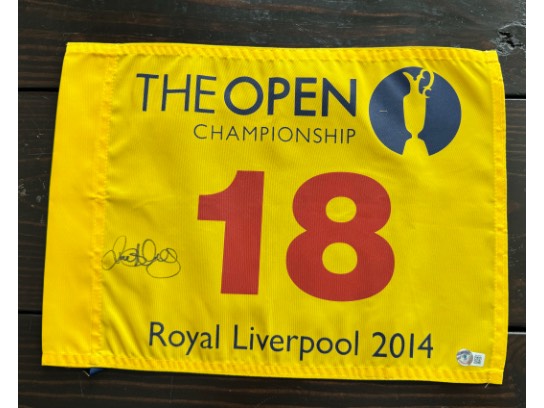 THE OPEN
CHAMPIONSHIP
18
Royal Liverpool 2014